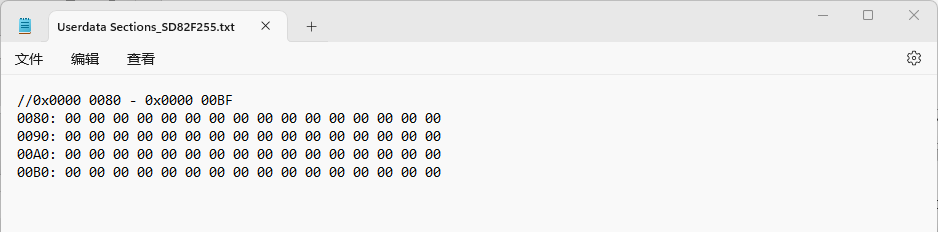 Userdata Sections_SD82F255.txt
文件 编辑 查看
//0x0000 0080 - 0x0000 00BF
0080: 00 00 00 00 00 00 00 00 00 00 00 00 00 00 00 00
0090: 00 00 00 00 00 00 00 00 00 00 00 00 00 00 00 00
00A0: 00 00 00 00 00 00 00 00 00 00 00 00 00 00 00 00
00B0: 00 00 00 00 00 00 00 00 00 00 00 00 00 00 00 00